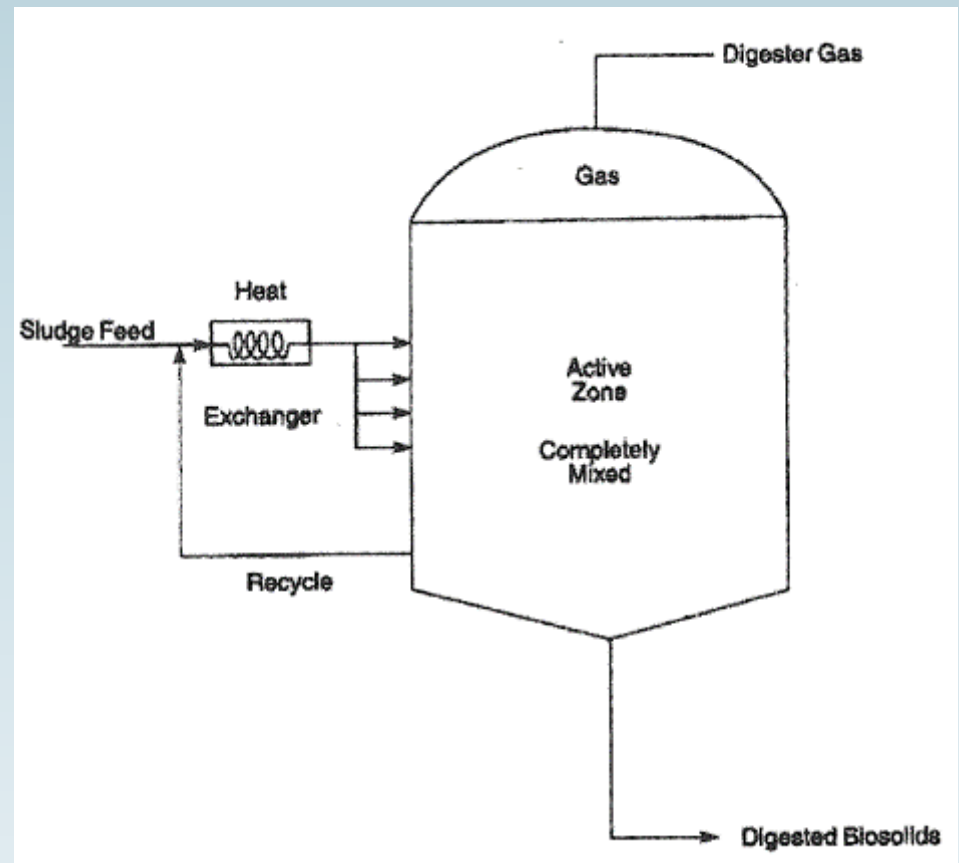 Digester Gas
Gas
Heat
Sludge Feed
Exchanger
Active
Zone
Completely
Mixed
Recycle
Digested Biosolids